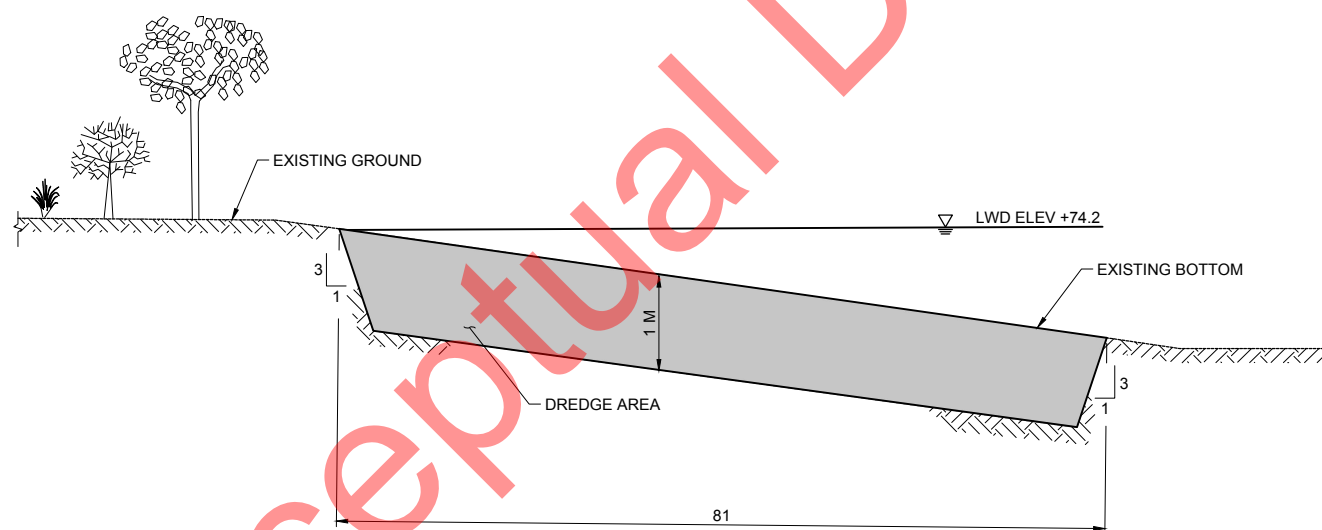 EXISTING GROUND
LWD ELEV +74.2
EXISTING BOTTOM
3
1
1 M
3
1
DREDGE AREA
81
ceptual D